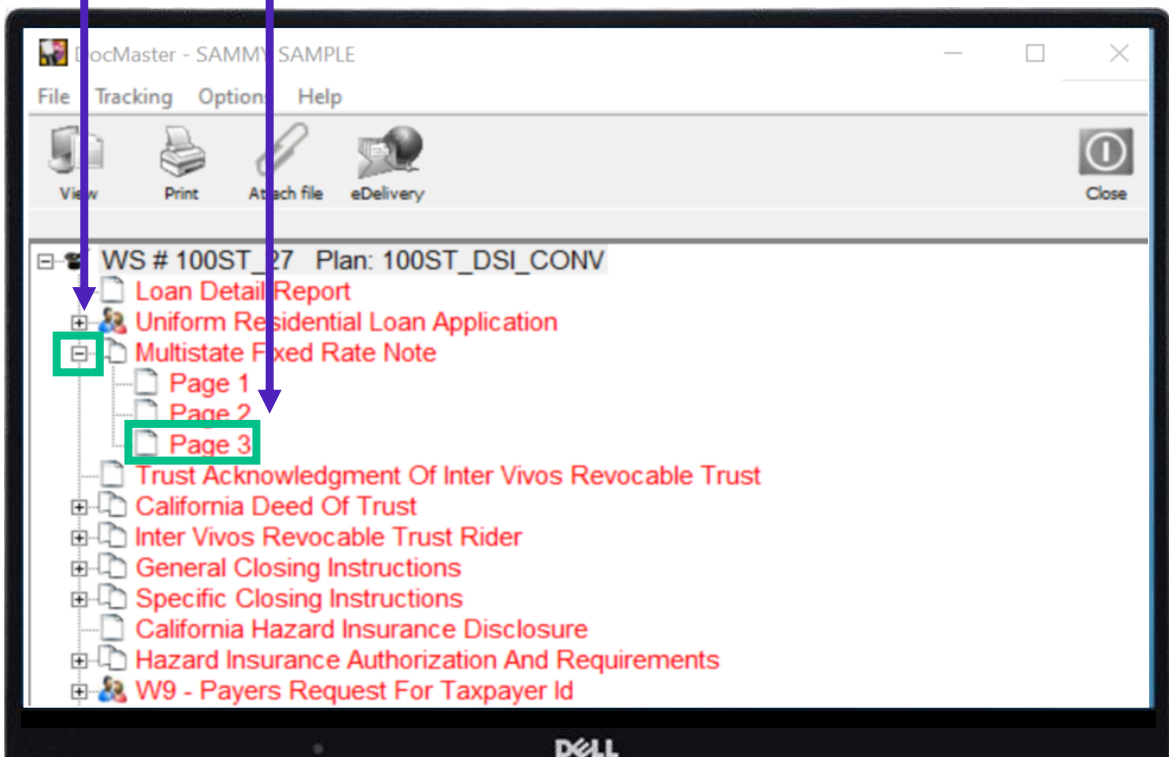 DocMaster - SAMMY SAMPLE
File Tracking Options Help
View Print Attach file eDelivery Close
WS # 100ST_27 Plan: 100ST_DSI_CONV
Loan Detail Report
Uniform Residential Loan Application
Multistate Fixed Rate Note
Page 1
Page 2
Page 3
Trust Acknowledgment Of Inter Vivos Revocable Trust
California Deed Of Trust
Inter Vivos Revocable Trust Rider
General Closing Instructions
Specific Closing Instructions
California Hazard Insurance Disclosure
Hazard Insurance Authorization And Requirements
W9 - Payers Request For Taxpayer Id
DELL